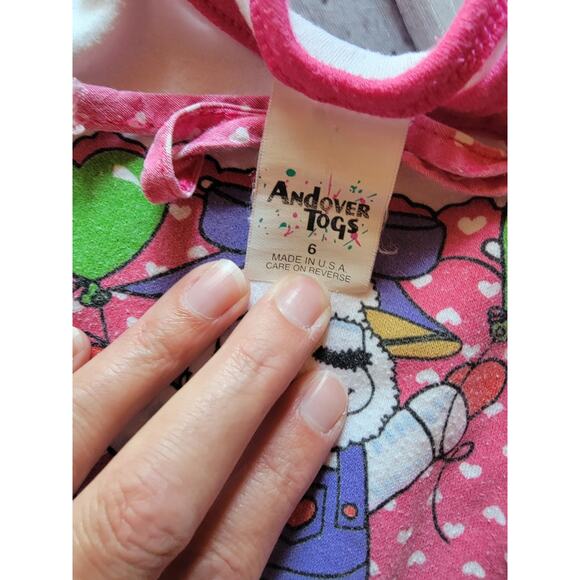 ANDOVER
TOGS
6
MADE IN U.S.A.
CARE ON REVERSE